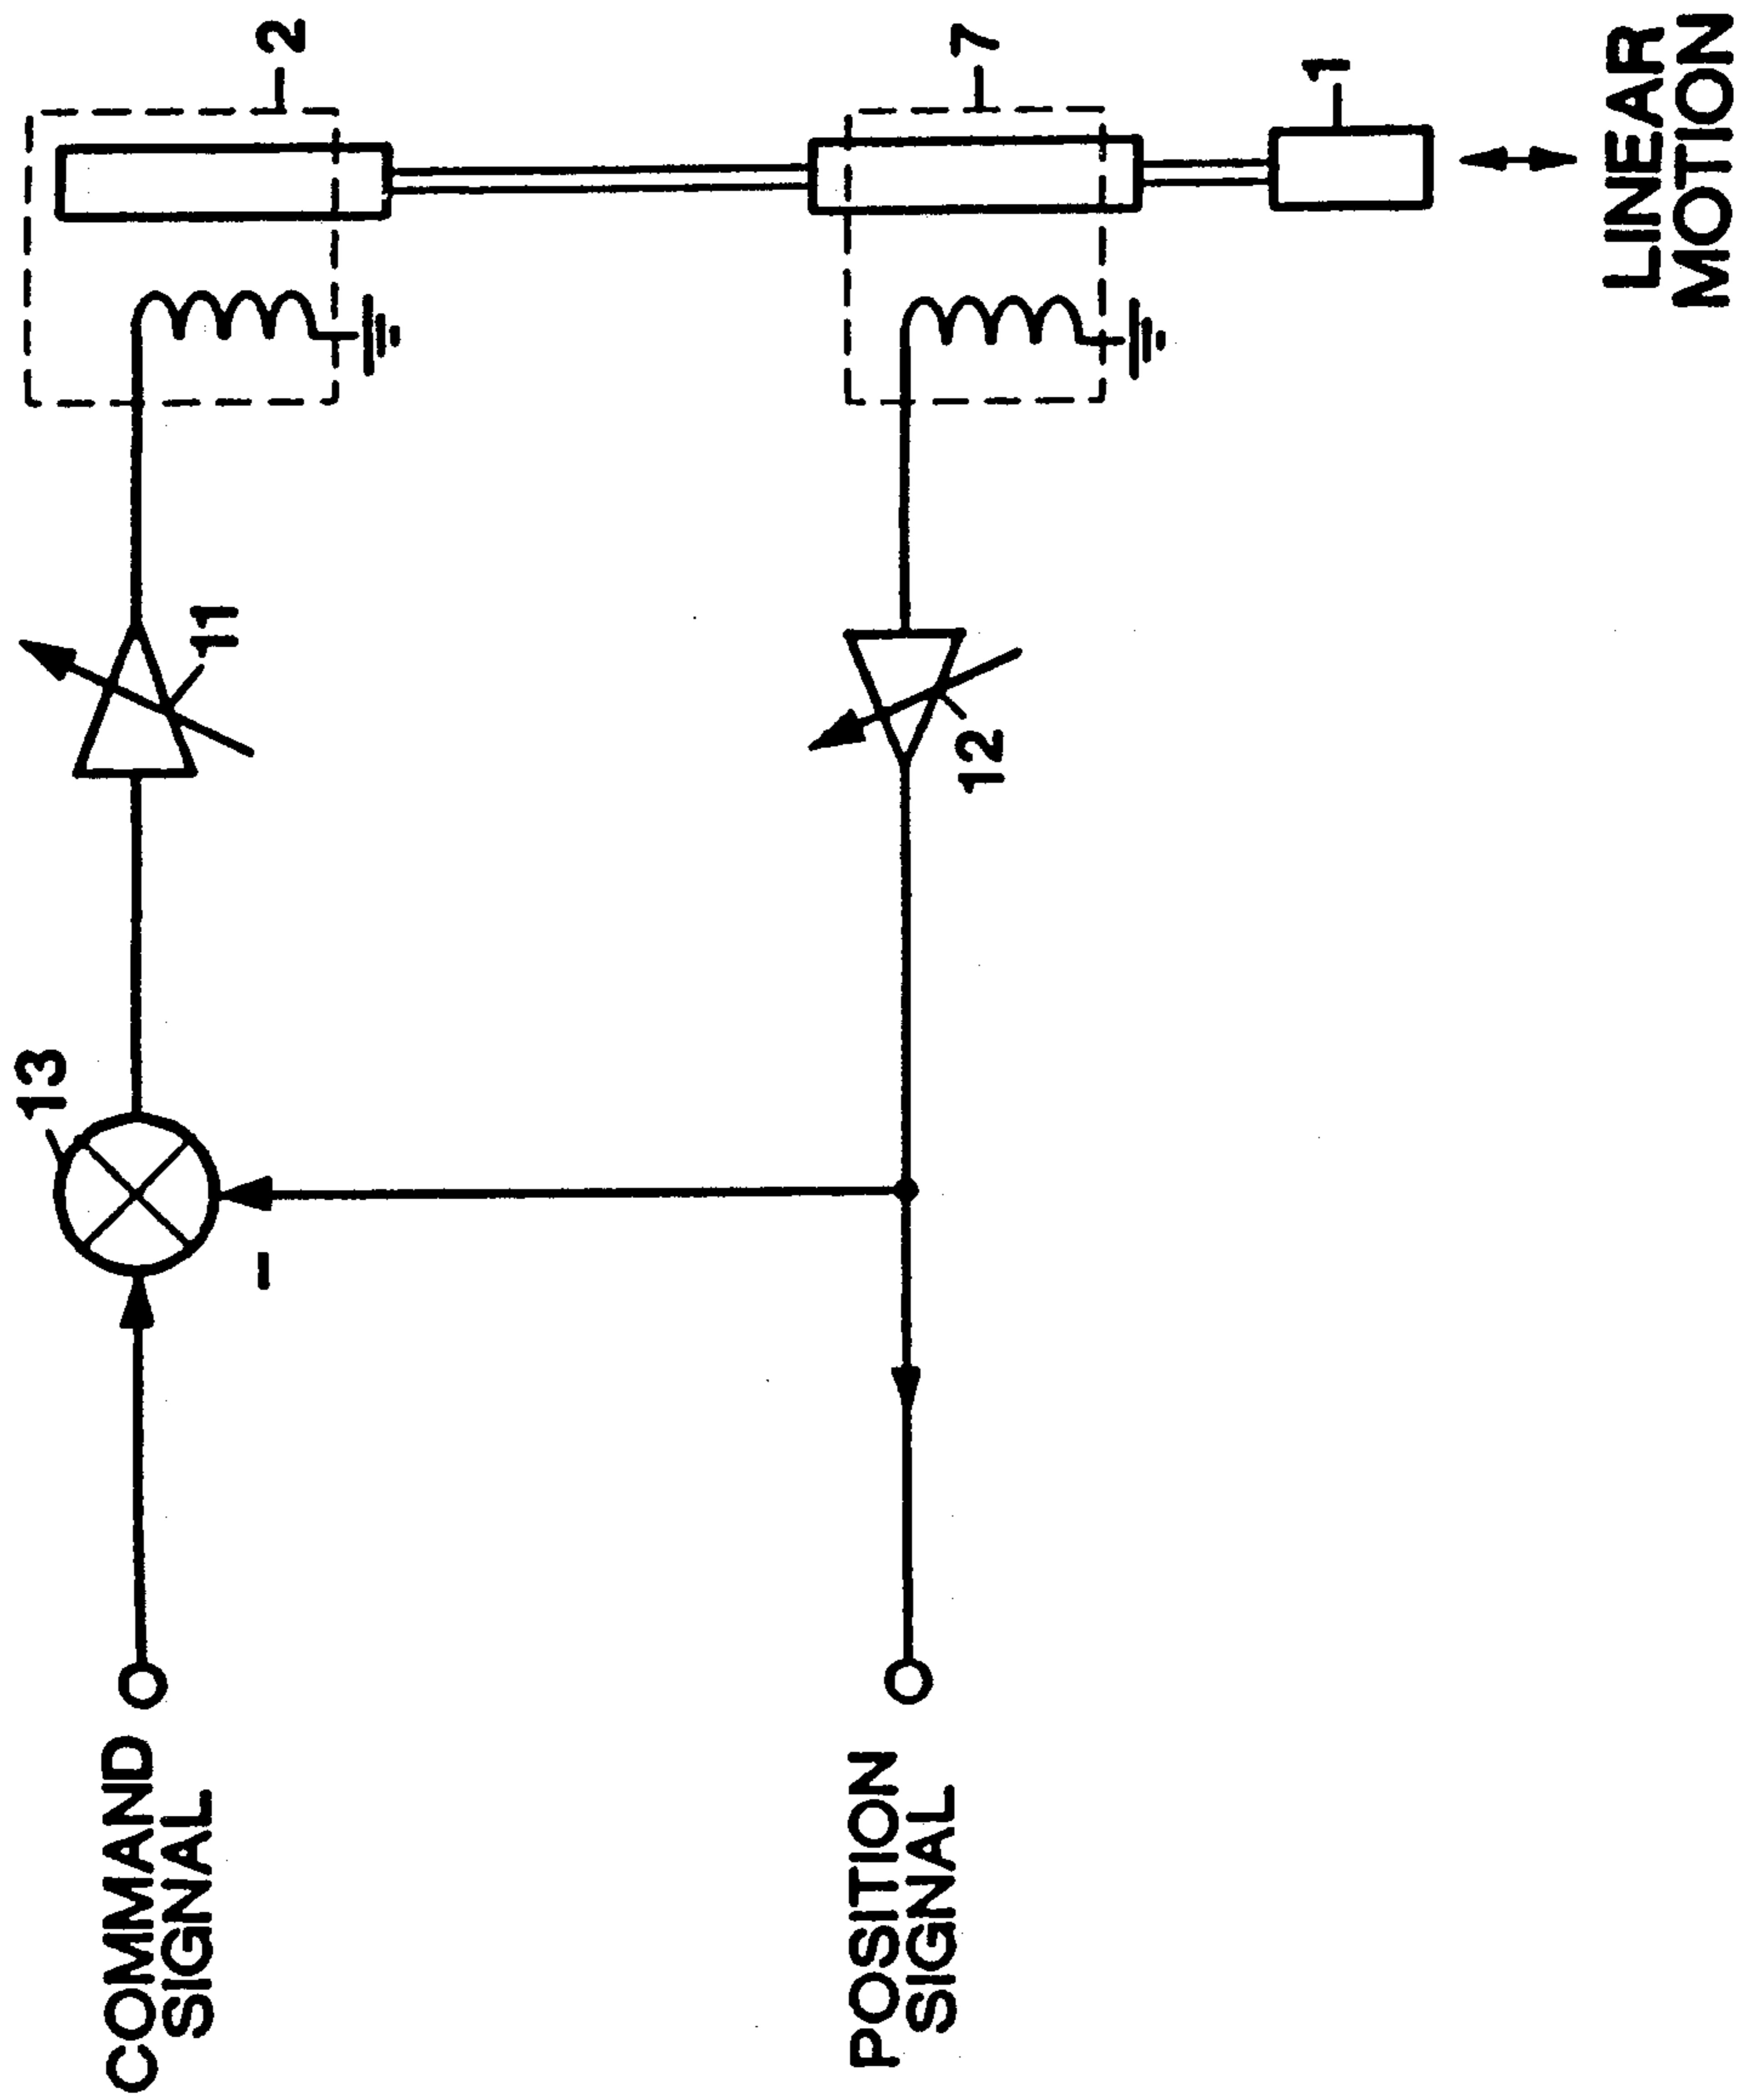 COMMAND
SIGNAL
13
-
11
2
POSITION
SIGNAL
12
7
1
LINEAR
MOTION